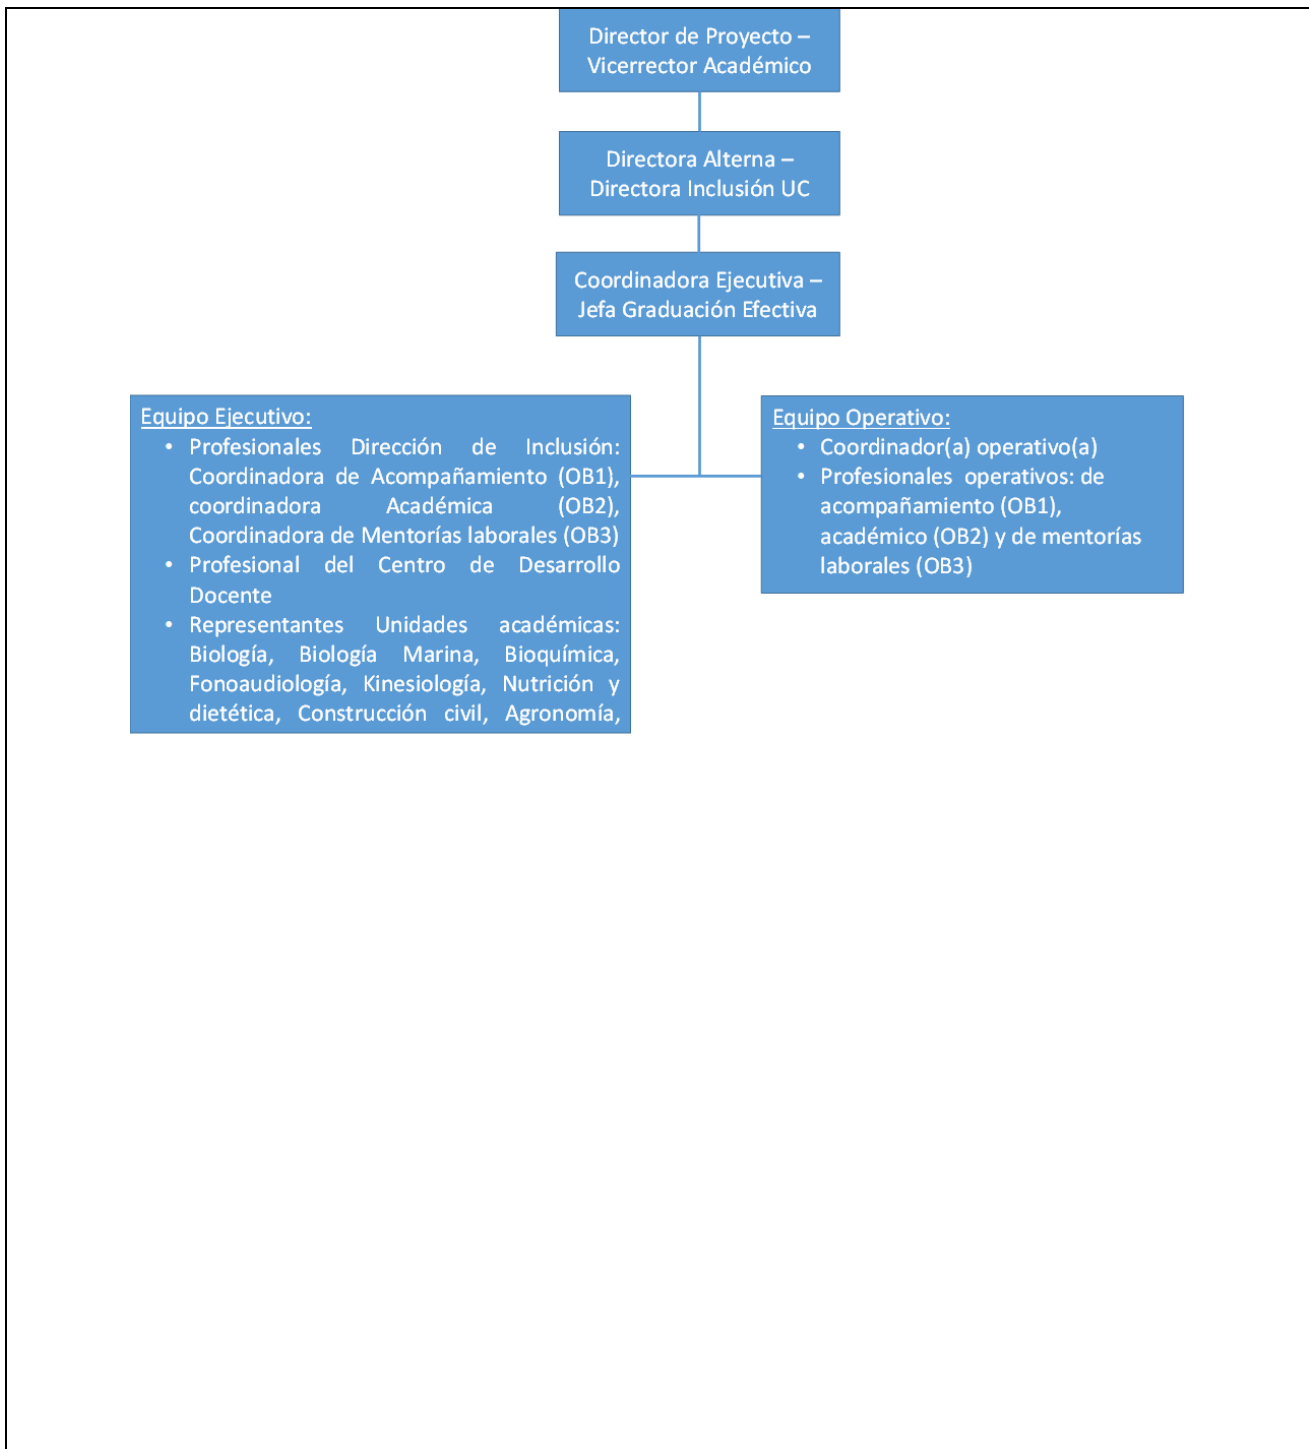 Director de Proyecto –
Vicerrector Académico
Directora Alterna –
Directora Inclusión UC
Coordinadora Ejecutiva –
Jefa Graduación Efectiva
Equipo Ejecutivo:
• Profesionales Dirección de Inclusión:
Coordinadora de Acompañamiento (OB1),
coordinadora Académica (OB2),
Coordinadora de Mentorías laborales (OB3)
• Profesional del Centro de Desarrollo
Docente
• Representantes Unidades académicas:
Biología, Biología Marina, Bioquímica,
Fonoaudiología, Kinesiología, Nutrición y
dietética, Construcción civil, Agronomía,
Equipo Operativo:
• Coordinador(a) operativo(a)
• Profesionales operativos: de
acompañamiento (OB1),
académico (OB2) y de mentorías
laborales (OB3)